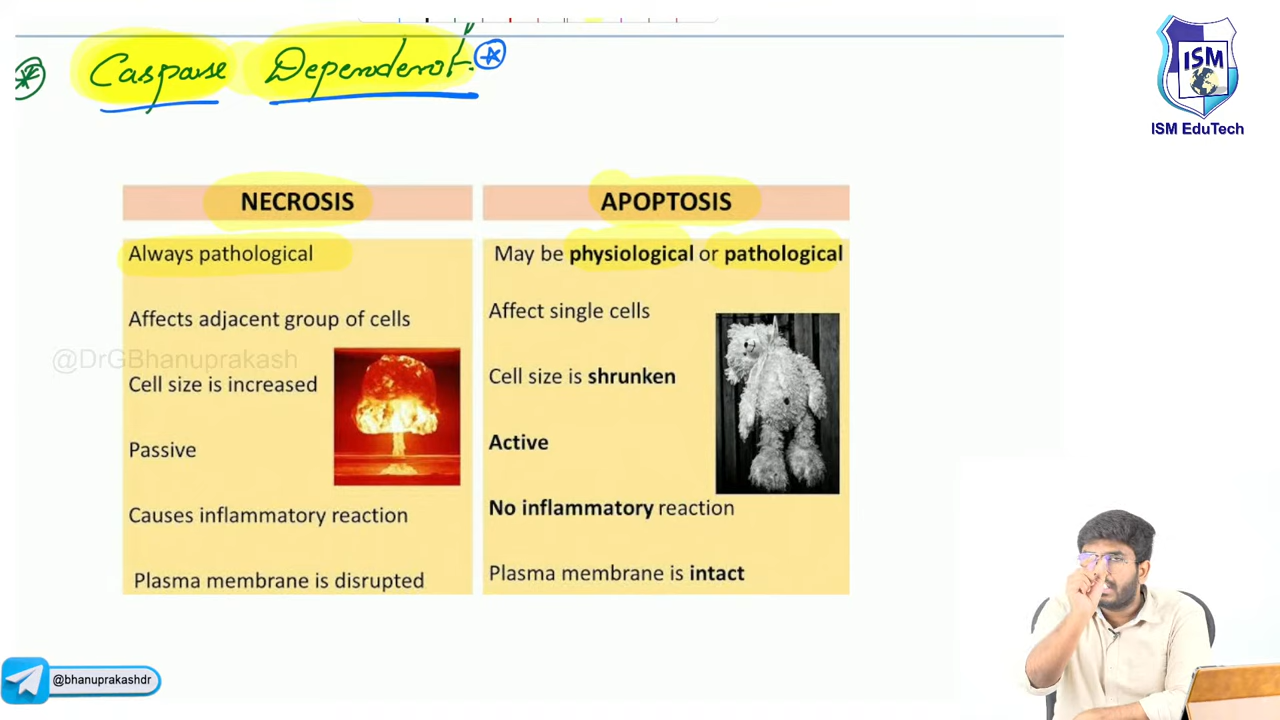 Caspase Dependent.
ISM
ISM EduTech
NECROSIS
Always pathological
Affects adjacent group of cells
Cell size is increased
Passive
Causes inflammatory reaction
Plasma membrane is disrupted
APOPTOSIS
May be physiological or pathological
Affect single cells
Cell size is shrunken
Active
No inflammatory reaction
Plasma membrane is intact
@DrGBhanuprakash
@bhanuprakashdr